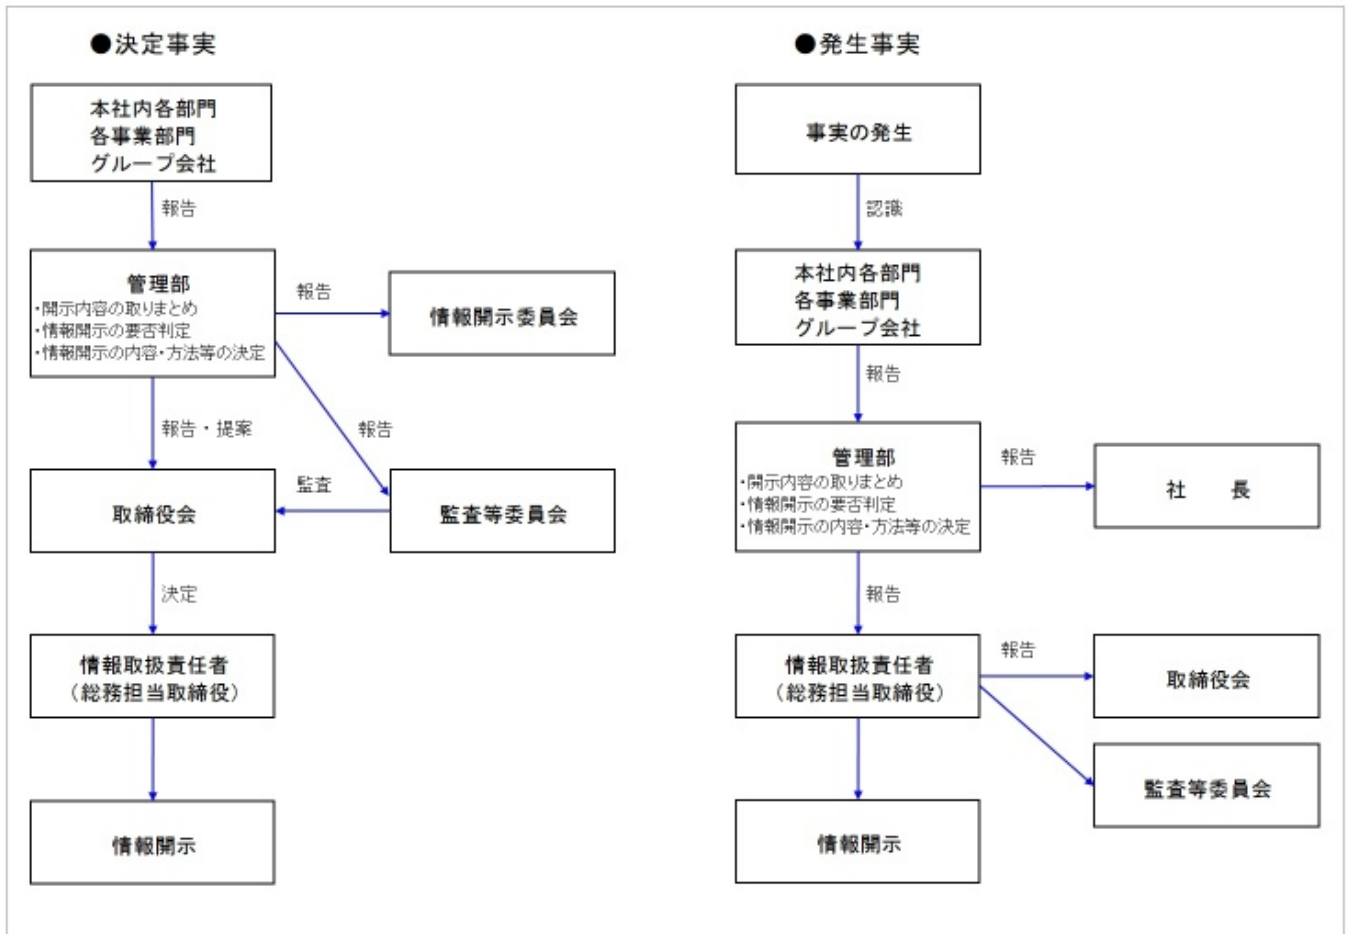 ●決定事実
本社内各部門
各事業部門
グループ会社
報告
管理部
・開示内容の取りまとめ
・情報開示の要否判定
・情報開示の内容・方法等の決定
報告
情報開示委員会
報告・提案
報告
取締役会
監査
監査等委員会
決定
情報取扱責任者
（総務担当取締役）
情報開示
●発生事実
事実の発生
認識
本社内各部門
各事業部門
グループ会社
報告
管理部
・開示内容の取りまとめ
・情報開示の要否判定
・情報開示の内容・方法等の決定
報告
社　　長
報告
情報取扱責任者
（総務担当取締役）
報告
取締役会
監査等委員会
情報開示